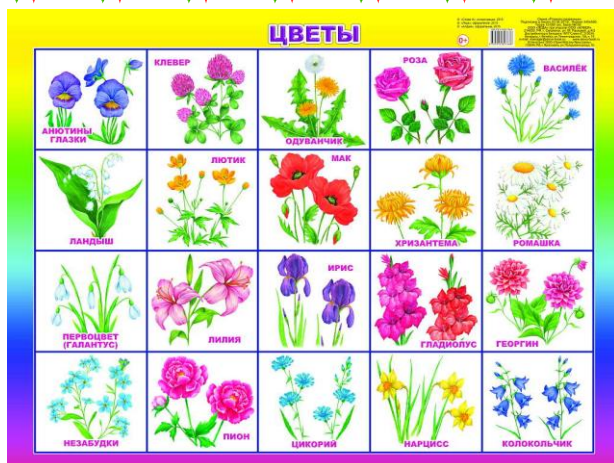 ЦВЕТЫ
0+
АНЮТИНЫ
ГЛАЗКИ
КЛЕВЕР
ОДУВАНЧИК
РОЗА
ВАСИЛЁК
ЛАНДЫШ
ЛЮТИК
МАК
ХРИЗАНТЕМА
РОМАШКА
ПЕРВОЦВЕТ
(ГАЛАНТУС)
ЛИЛИЯ
ИРИС
ГЛАДИОЛУС
ГЕОРГИН
НЕЗАБУДКИ
ПИОН
ЦИКОРИЙ
НАРЦИСС
КОЛОКОЛЬЧИК